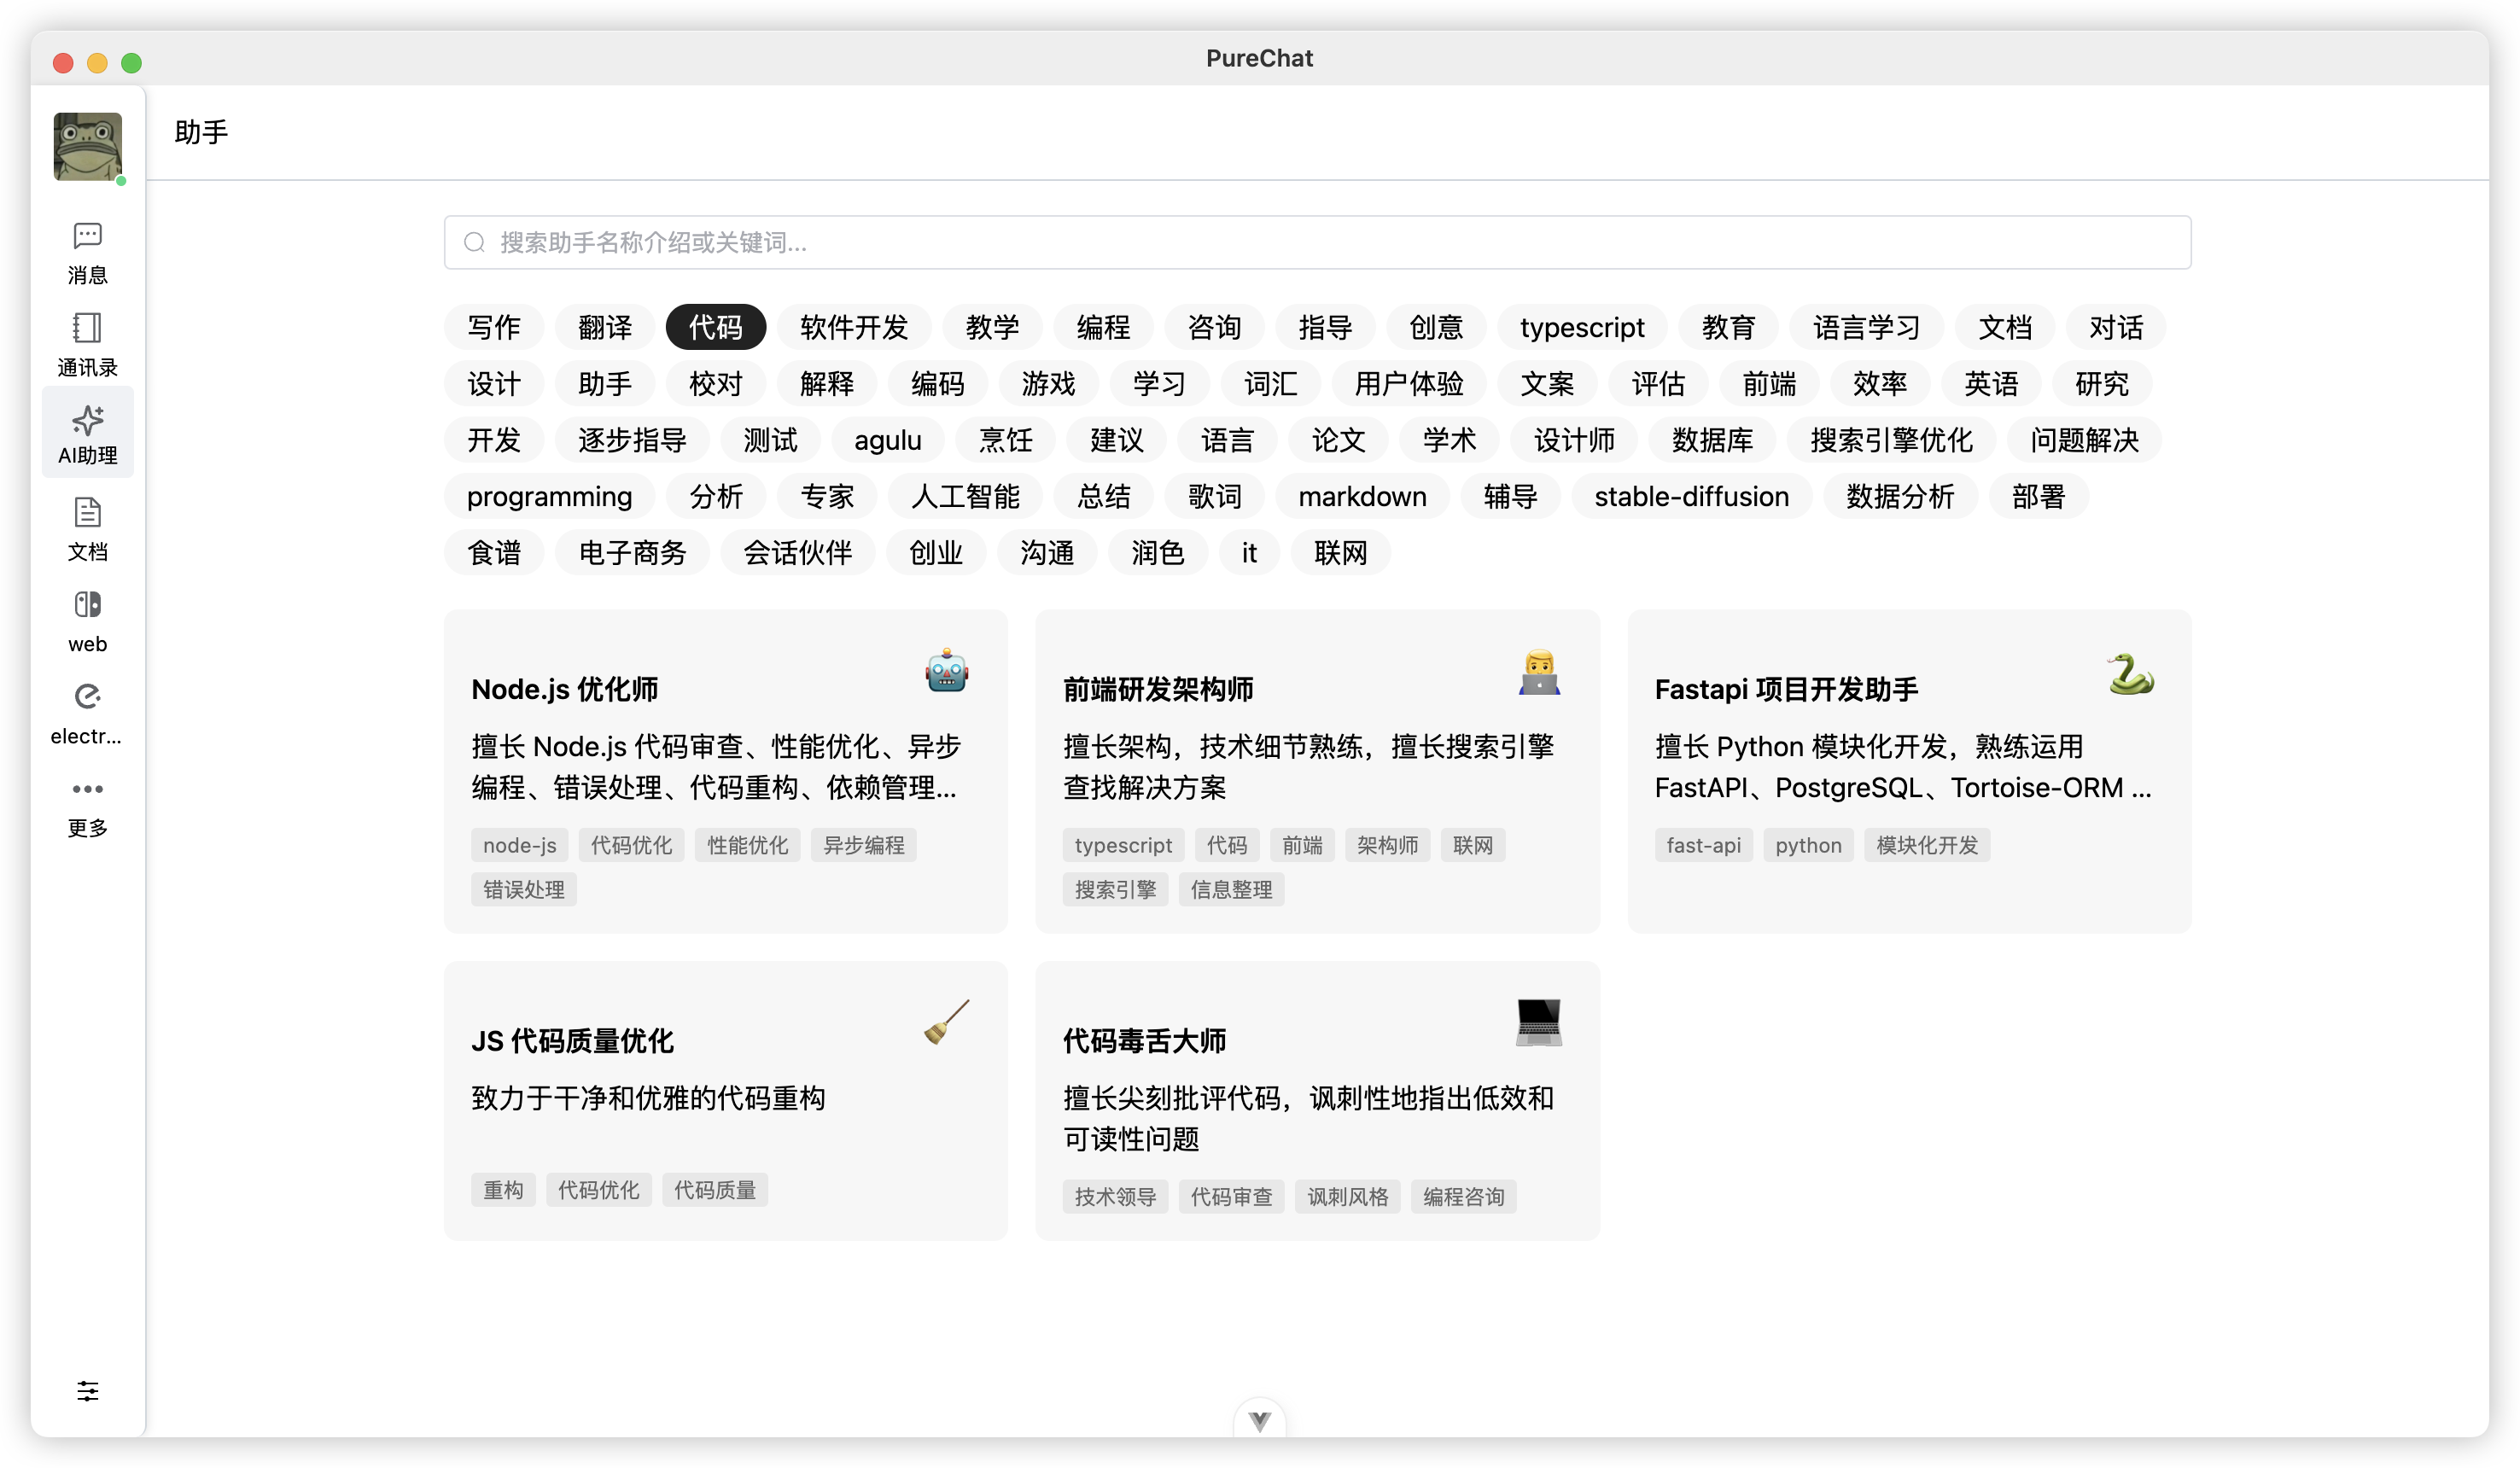 PureChat
助手
消息
通讯录
AI助理
文档
web
electr...
更多
搜索助手名称介绍或关键词...
写作 翻译 代码 软件开发 教学 编程 咨询 指导 创意 typescript 教育 语言学习 文档 对话
设计 助手 校对 解释 编码 游戏 学习 词汇 用户体验 文案 评估 前端 效率 英语 研究
开发 逐步指导 测试 agulu 烹饪 建议 语言 论文 学术 设计师 数据库 搜索引擎优化 问题解决
programming 分析 专家 人工智能 总结 歌词 markdown 辅导 stable-diffusion 数据分析 部署
食谱 电子商务 会话伙伴 创业 沟通 润色 it 联网
Node.js 优化师
擅长 Node.js 代码审查、性能优化、异步
编程、错误处理、代码重构、依赖管理...
node-js 代码优化 性能优化 异步编程
错误处理
前端研发架构师
擅长架构，技术细节熟练，擅长搜索引擎
查找解决方案
typescript 代码 前端 架构师 联网
搜索引擎 信息整理
Fastapi 项目开发助手
擅长 Python 模块化开发，熟练运用
FastAPI、PostgreSQL、Tortoise-ORM ...
fast-api python 模块化开发
JS 代码质量优化
致力于干净和优雅的代码重构
重构 代码优化 代码质量
代码毒舌大师
擅长尖刻批评代码，讽刺性地指出低效和
可读性问题
技术领导 代码审查 讽刺风格 编程咨询